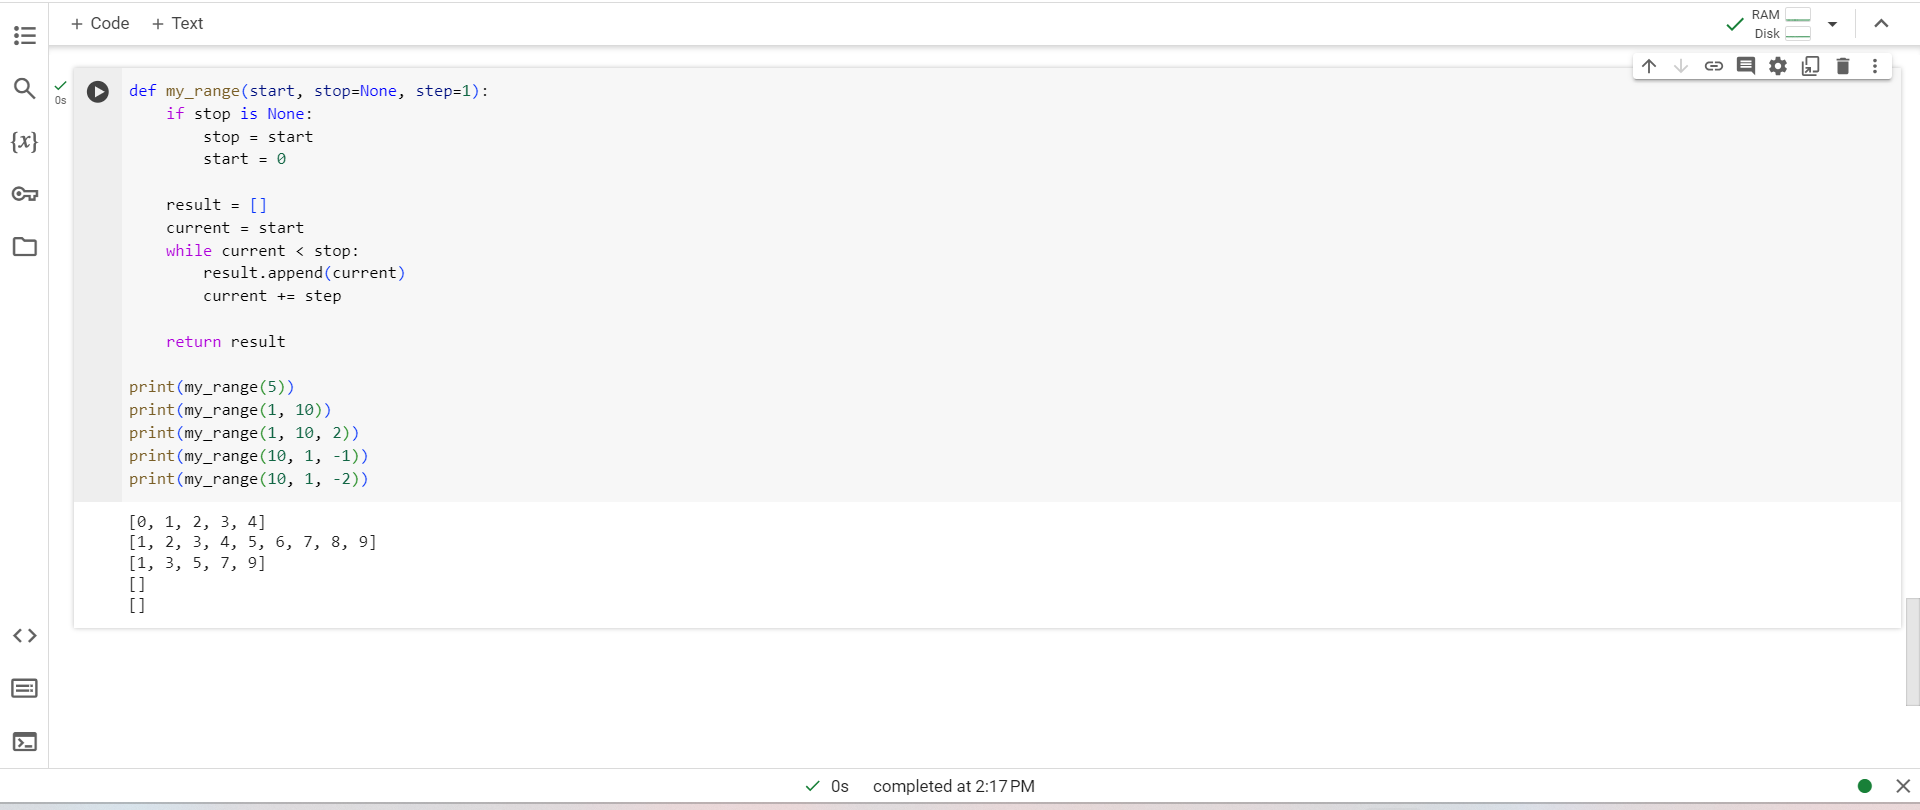 + Code + Text
RAM
Disk
0s
{x}
def my_range(start, stop=None, step=1):
    if stop is None:
        stop = start
        start = 0
    result = []
    current = start
    while current < stop:
        result.append(current)
        current += step
    return result
print(my_range(5))
print(my_range(1, 10))
print(my_range(1, 10, 2))
print(my_range(10, 1, -1))
print(my_range(10, 1, -2))
[0, 1, 2, 3, 4]
[1, 2, 3, 4, 5, 6, 7, 8, 9]
[1, 3, 5, 7, 9]
[]
[]
0s completed at 2:17 PM